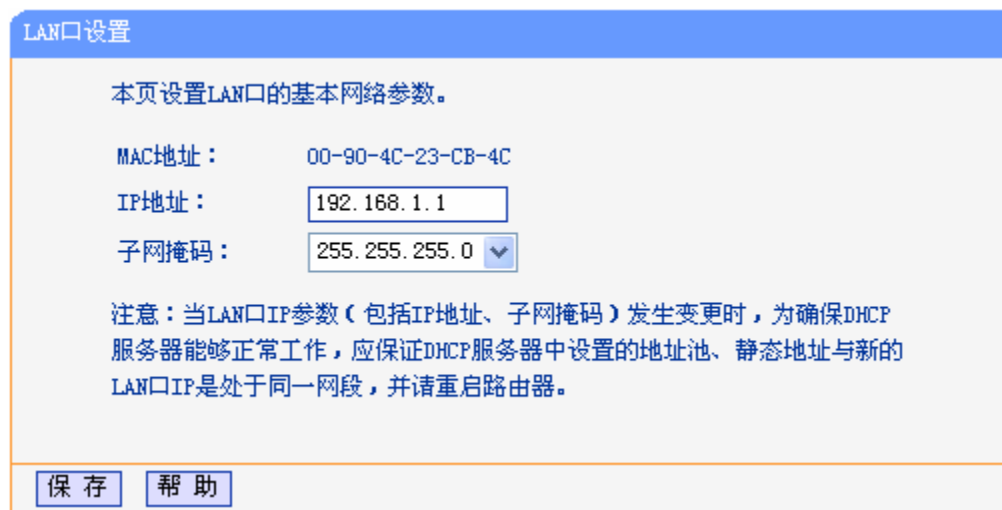 LAN口设置
本页设置LAN口的基本网络参数。
MAC地址： 00-90-4C-23-CB-4C
IP地址： 192.168.1.1
子网掩码： 255.255.255.0
注意：当LAN口IP参数（包括IP地址、子网掩码）发生变更时，为确保DHCP
服务器能够正常工作，应保证DHCP服务器中设置的地址池、静态地址与新的
LAN口IP是处于同一网段，并请重启路由器。
保 存 帮 助